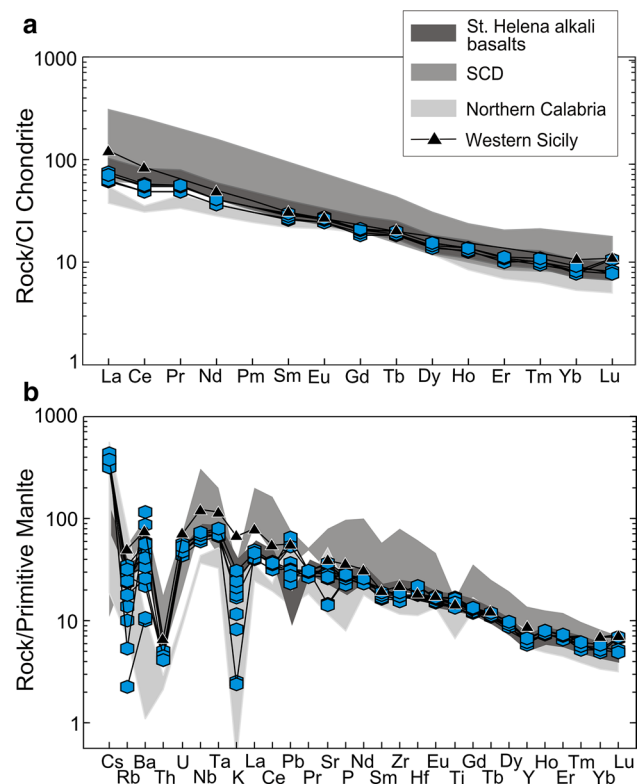 a
St. Helena alkali
basalts
SCD
Northern Calabria
Western Sicily
Rock/CI Chondrite
1000
100
10
1
La Ce Pr Nd Pm Sm Eu Gd Tb Dy Ho Er Tm Yb Lu
b
Rock/Primitive Manlte
1000
100
10
1
Cs Ba U Ta La Pb Sr Nd Zr Eu Gd Dy Ho Tm Lu
Rb Th Nb K Ce Pr P Sm Hf Ti Tb Y Er Yb